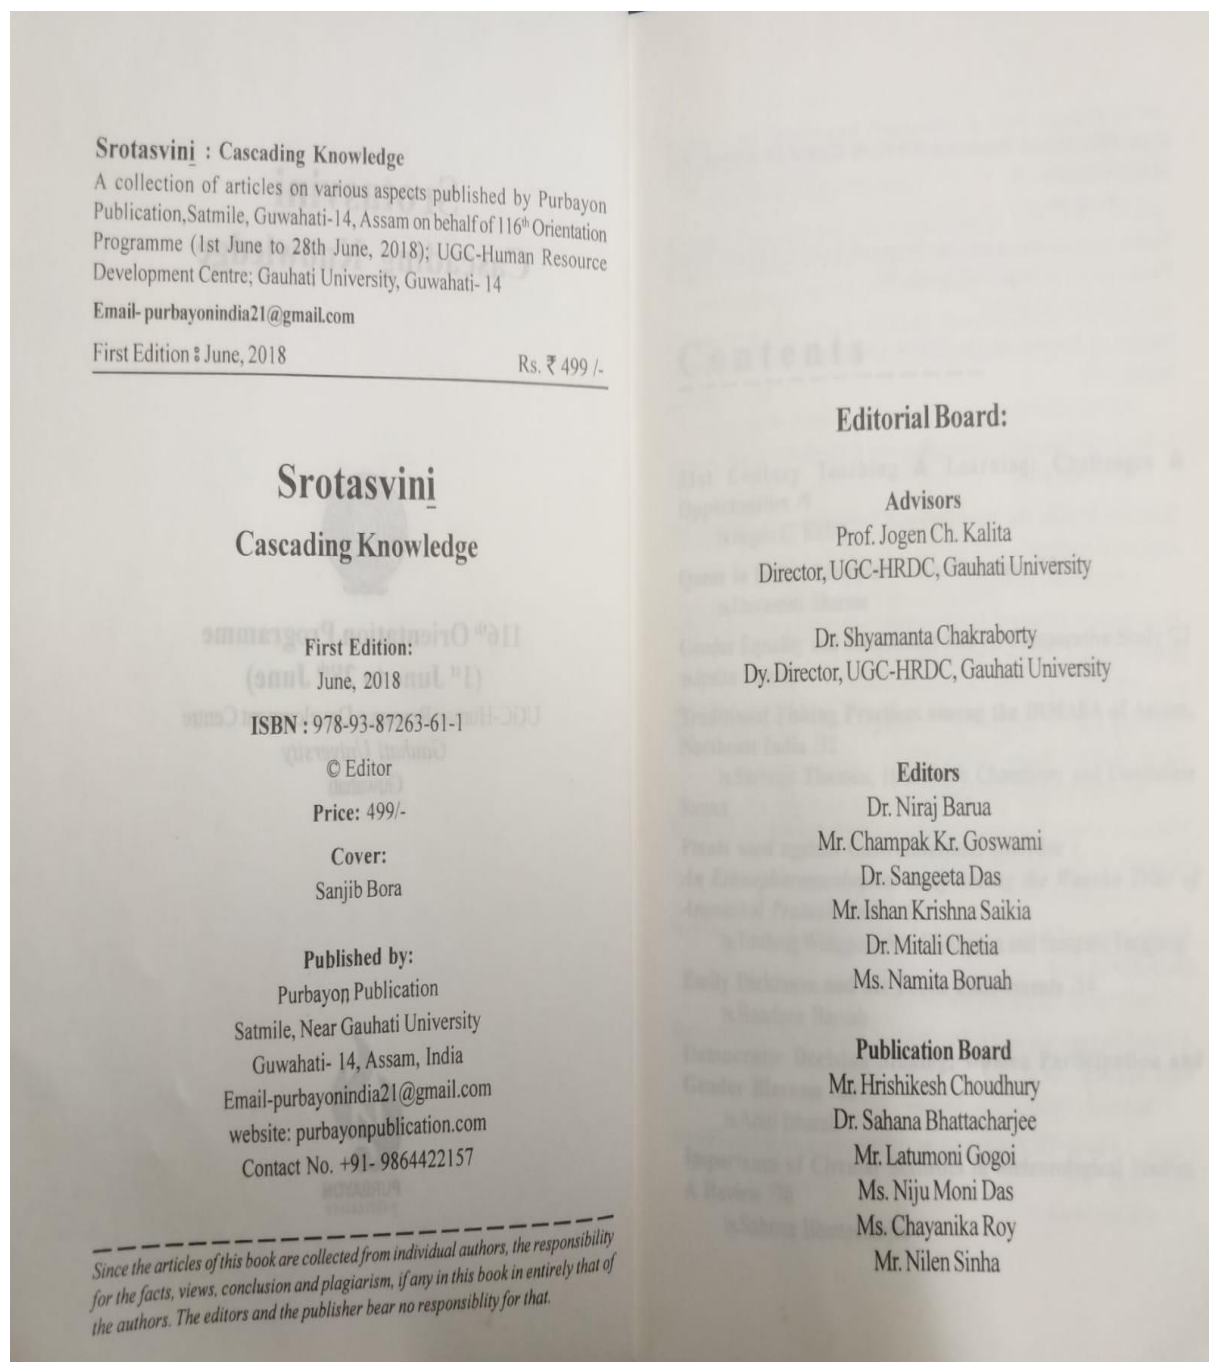 Srotasvini : Cascading Knowledge
A collection of articles on various aspects published by Purbayon
Publication,Satmile, Guwahati-14, Assam on behalf of 116th Orientation
Programme (1st June to 28th June, 2018); UGC-Human Resource
Development Centre; Gauhati University, Guwahati- 14
Email- purbayonindia21@gmail.com
First Edition : June, 2018 Rs. ₹ 499 /-
Srotasvini
Cascading Knowledge
First Edition:
June, 2018
ISBN : 978-93-87263-61-1
© Editor
Price: 499/-
Cover:
Sanjib Bora
Published by:
Purbayon Publication
Satmile, Near Gauhati University
Guwahati- 14, Assam, India
Email-purbayonindia21@gmail.com
website: purbayonpublication.com
Contact No. +91- 9864422157
Since the articles of this book are collected from individual authors, the responsibility
for the facts, views, conclusion and plagiarism, if any in this book in entirely that of
the authors. The editors and the publisher bear no responsiblity for that.
Editorial Board:
Advisors
Prof. Jogen Ch. Kalita
Director, UGC-HRDC, Gauhati University
Dr. Shyamanta Chakraborty
Dy. Director, UGC-HRDC, Gauhati University
Editors
Dr. Niraj Barua
Mr. Champak Kr. Goswami
Dr. Sangeeta Das
Mr. Ishan Krishna Saikia
Dr. Mitali Chetia
Ms. Namita Boruah
Publication Board
Mr. Hrishikesh Choudhury
Dr. Sahana Bhattacharjee
Mr. Latumoni Gogoi
Ms. Niju Moni Das
Ms. Chayanika Roy
Mr. Nilen Sinha